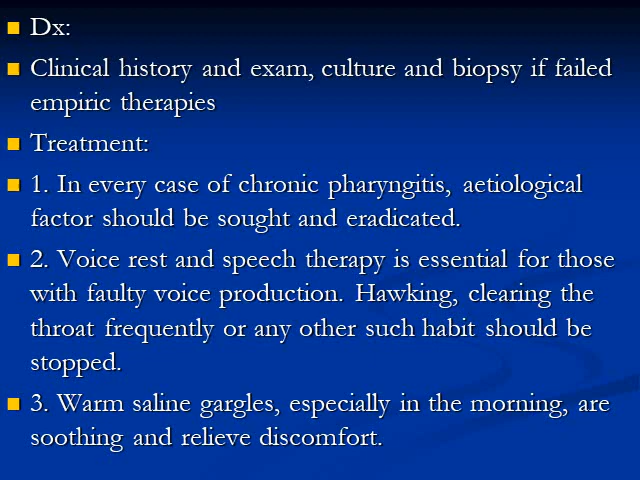 Dx:
Clinical history and exam, culture and biopsy if failed
empiric therapies
Treatment:
1. In every case of chronic pharyngitis, aetiological
factor should be sought and eradicated.
2. Voice rest and speech therapy is essential for those
with faulty voice production. Hawking, clearing the
throat frequently or any other such habit should be
stopped.
3. Warm saline gargles, especially in the morning, are
soothing and relieve discomfort.